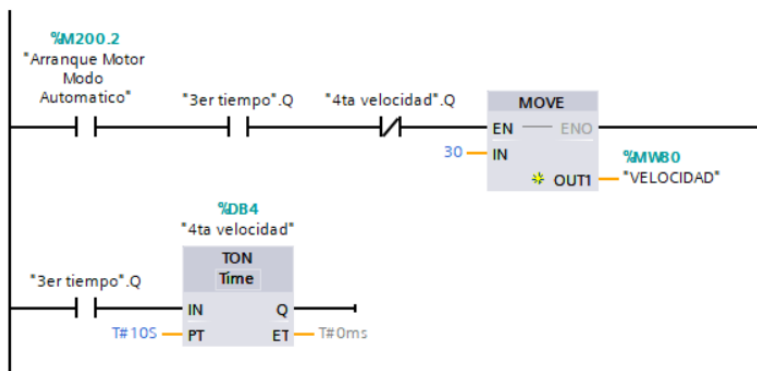 %M200.2
"Arranque Motor
Modo
Automatico"
"3er tiempo".Q
"4ta velocidad".Q
MOVE
EN
ENO
30
IN
%MW80
OUT1
"VELOCIDAD"
%DB4
"4ta velocidad"
TON
Time
"3er tiempo".Q
IN
Q
T#10S
PT
ET
T#0ms